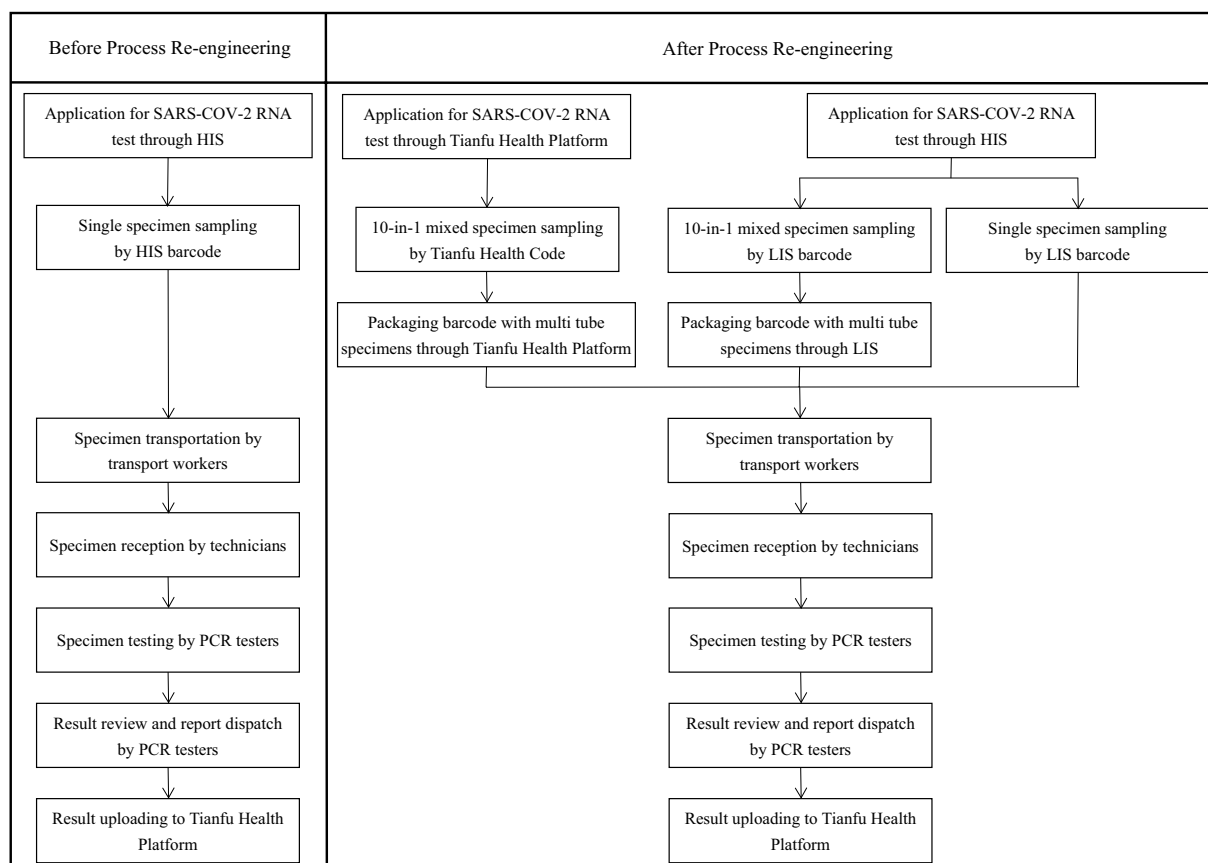 Before Process Re-engineering
After Process Re-engineering
Application for SARS-COV-2 RNA
test through HIS
Single specimen sampling
by HIS barcode
Specimen transportation by
transport workers
Specimen reception by technicians
Specimen testing by PCR testers
Result review and report dispatch
by PCR testers
Result uploading to Tianfu Health
Platform
Application for SARS-COV-2 RNA
test through Tianfu Health Platform
Application for SARS-COV-2 RNA
test through HIS
10-in-1 mixed specimen sampling
by Tianfu Health Code
10-in-1 mixed specimen sampling
by LIS barcode
Single specimen sampling
by LIS barcode
Packaging barcode with multi tube
specimens through Tianfu Health Platform
Packaging barcode with multi tube
specimens through LIS
Specimen transportation by
transport workers
Specimen reception by technicians
Specimen testing by PCR testers
Result review and report dispatch
by PCR testers
Result uploading to Tianfu Health
Platform